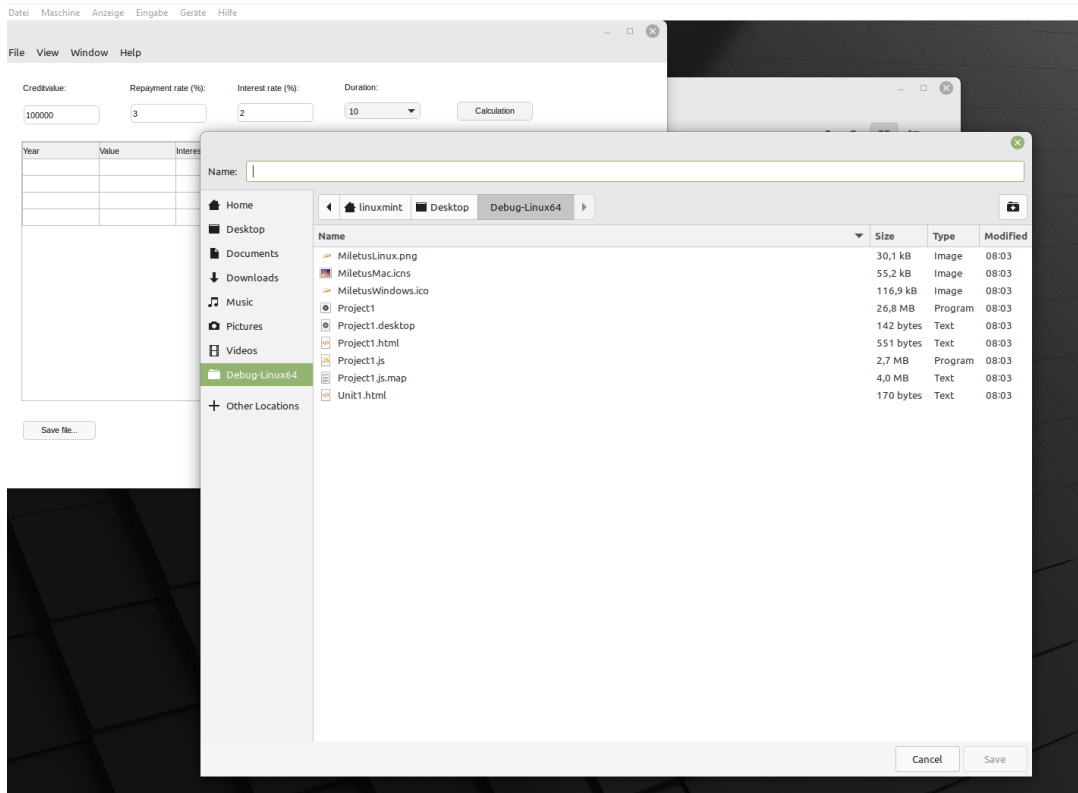 Datei Maschine Anzeige Eingabe Geräte Hilfe
File View Window Help
Creditvalue: Repayment rate (%): Interest rate (%): Duration:
100000 3 2 10 Calculation
Year Value
Name:
Home
Desktop
Documents
Downloads
Music
Pictures
Videos
Debug-Linux64
Other Locations
linuxmint Desktop Debug-Linux64
Name Size Type Modified
MiletusLinux.png 30,1 kB Image 08:03
MiletusMac.icns 55,2 kB Image 08:03
MiletusWindows.ico 116,9 kB Image 08:03
Project1 26,8 MB Program 08:03
Project1.desktop 142 bytes Text 08:03
Project1.html 551 bytes Text 08:03
Project1.js 2,7 MB Program 08:03
Project1.js.map 4,0 MB Text 08:03
Unit1.html 170 bytes Text 08:03
Save file...
Cancel Save